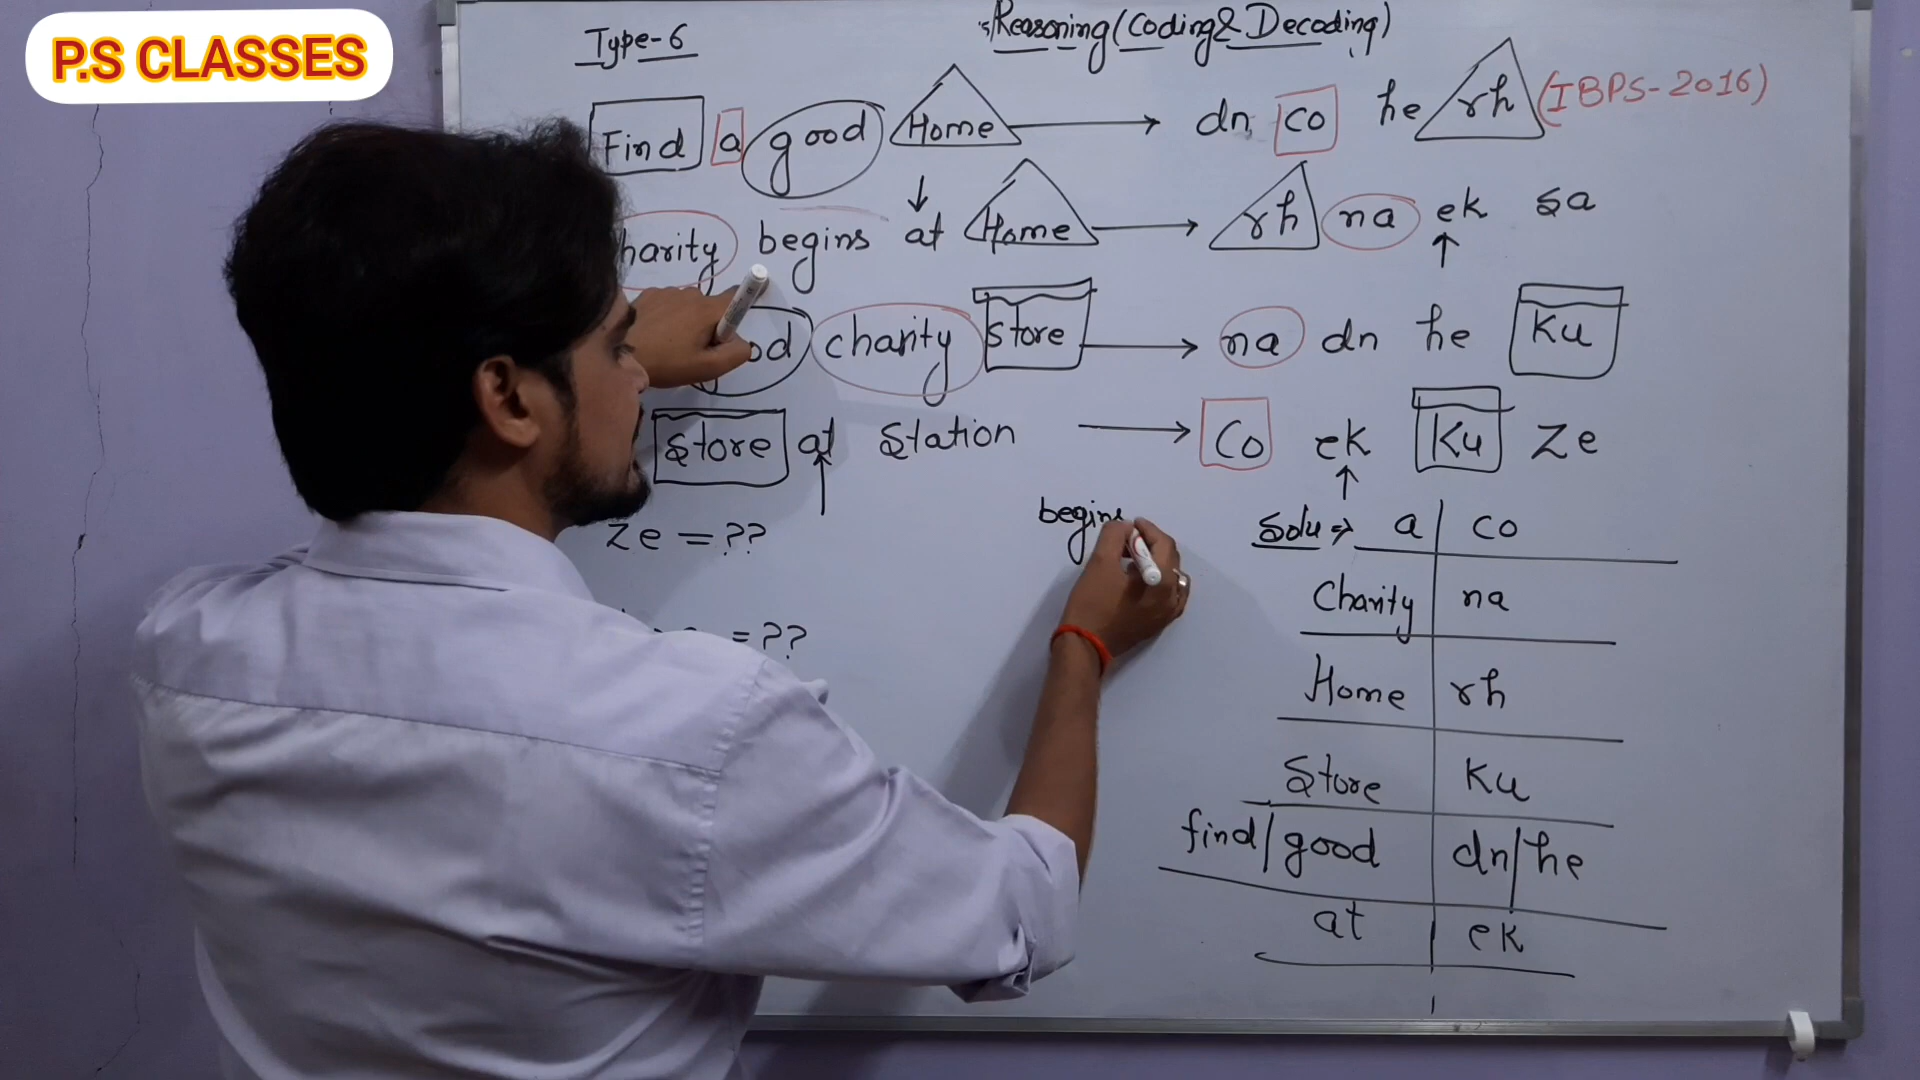 P.S CLASSES
Type-6 Reasoning (Coding & Decoding)
Find a good Home → dn co he rh (IBPS-2016)
harity begins at Home → rh na ek sa
od charity store → na dn he Ku
Store at Station → Co ek Ku Ze
Ze = ??
= ??
begins
Solu ⇒ a | co
Charity | na
Home | rh
Store | Ku
find/good | dn/he
at | ek